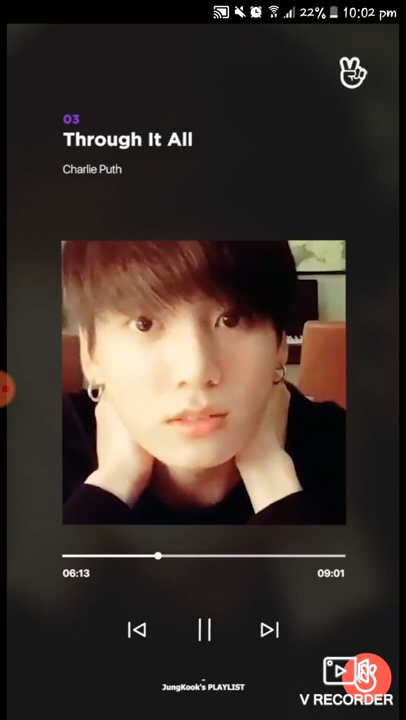 22% 10:02 pm
03
Through It All
Charlie Puth
06:13 09:01
JungKook's PLAYLIST
V RECORDER